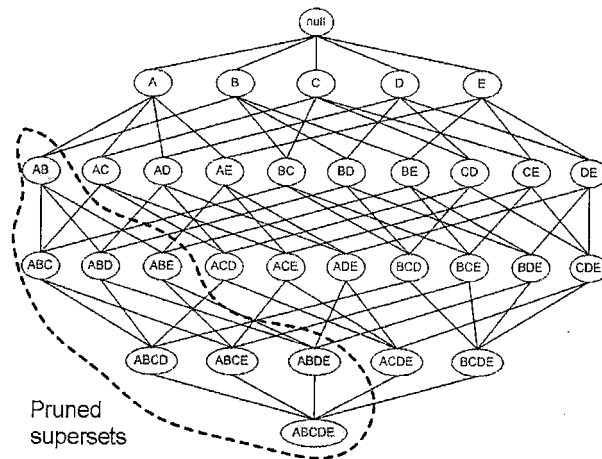 null
A B C D E
AB AC AD AE BC BD BE CD CE DE
ABC ABD ABE ACD ACE ADE BCD BCE BDE CDE
ABCD ABCE ABDE ACDE BCDE
Pruned
supersets
ABCDE